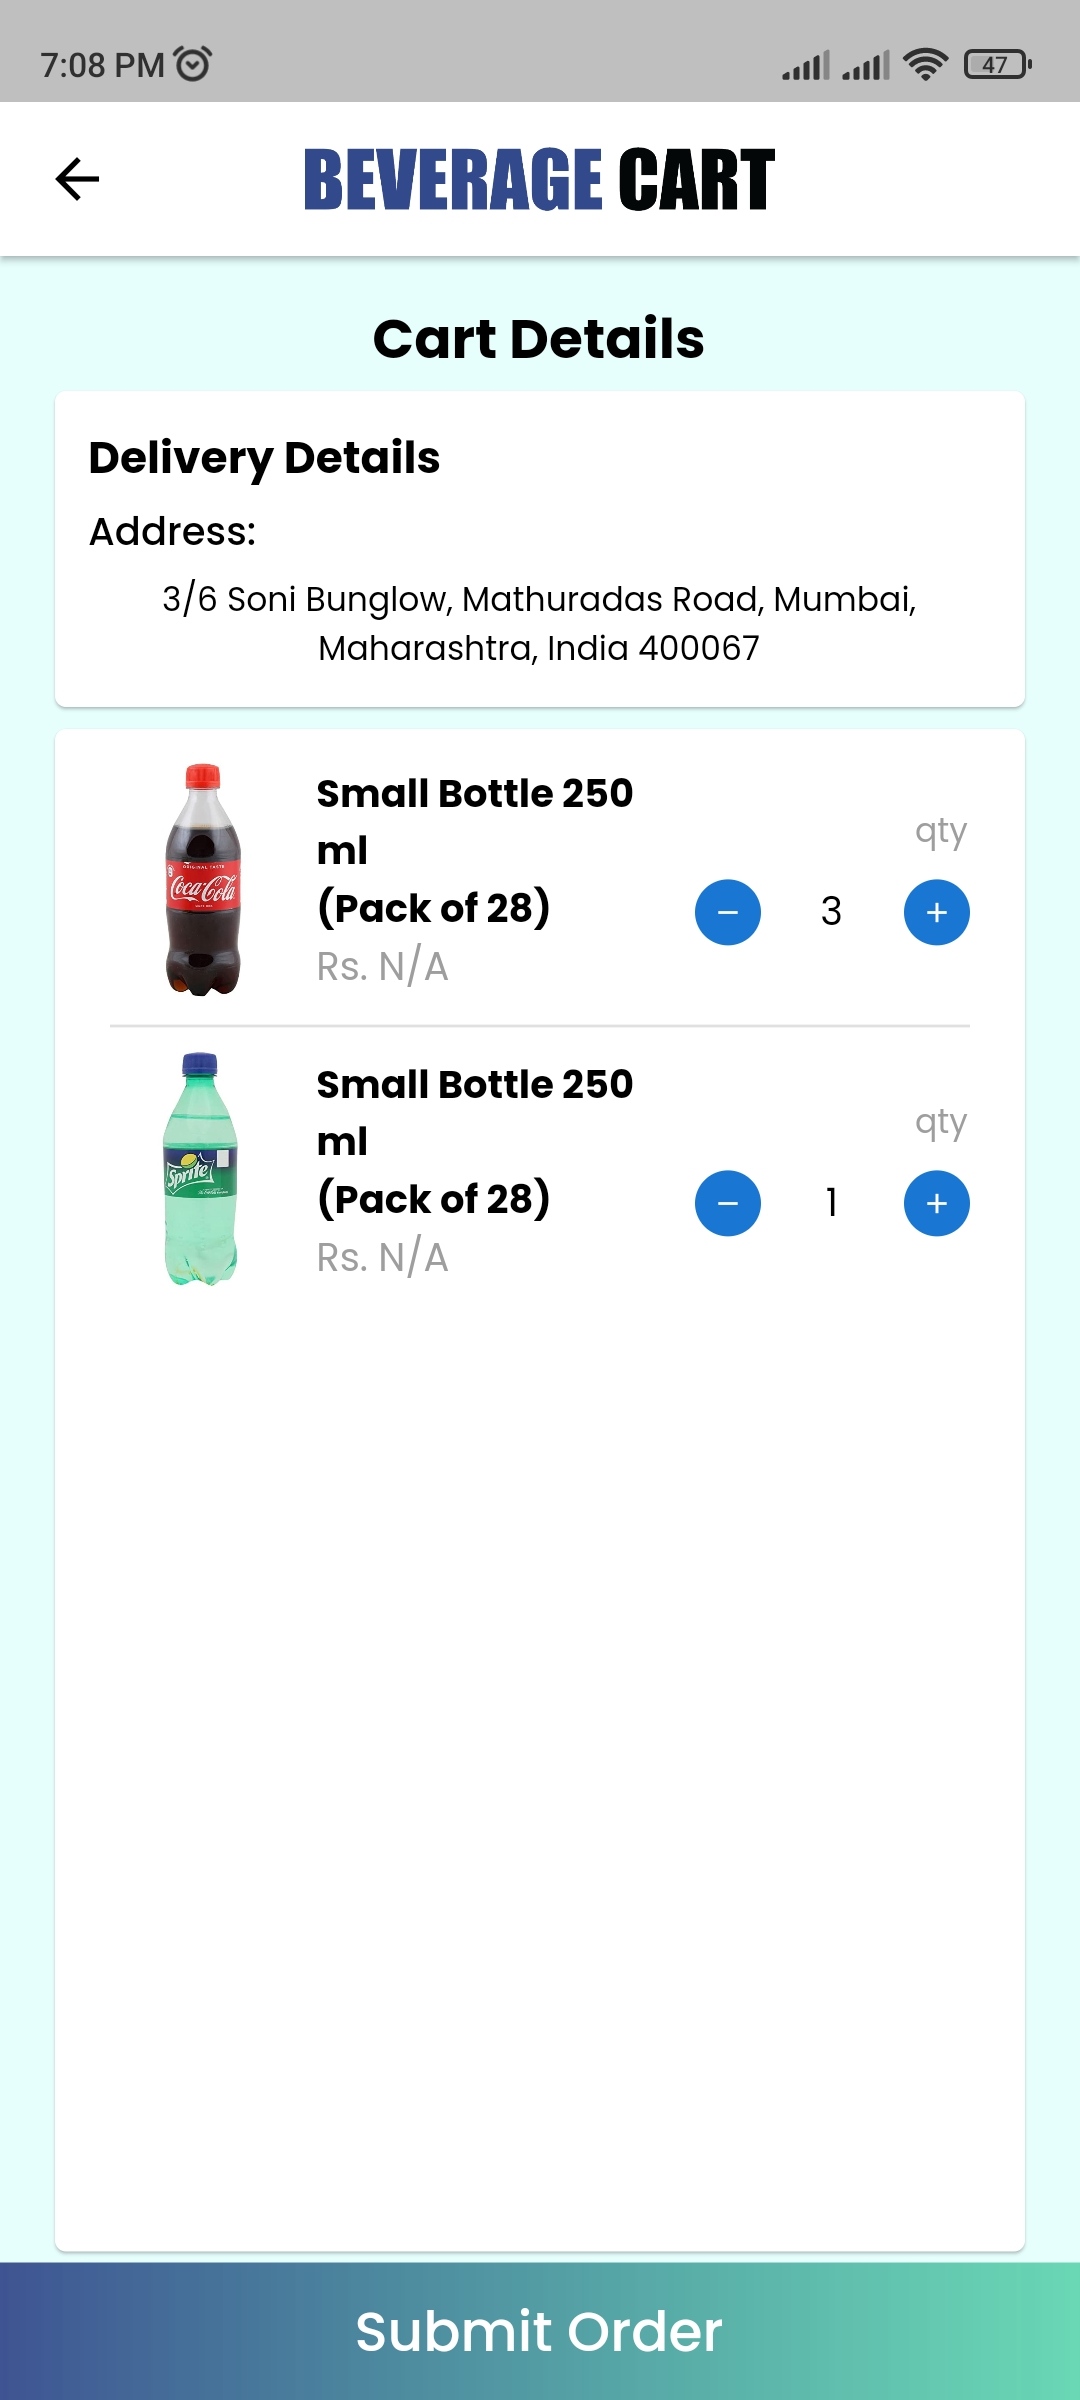 7:08 PM
47
BEVERAGE CART
Cart Details
Delivery Details
Address:
3/6 Soni Bunglow, Mathuradas Road, Mumbai,
Maharashtra, India 400067
Small Bottle 250
ml
(Pack of 28)
Rs. N/A
qty
− 3 +
ORIGINAL TASTE
Coca-Cola
Small Bottle 250
ml
(Pack of 28)
Rs. N/A
qty
− 1 +
Sprite
Submit Order